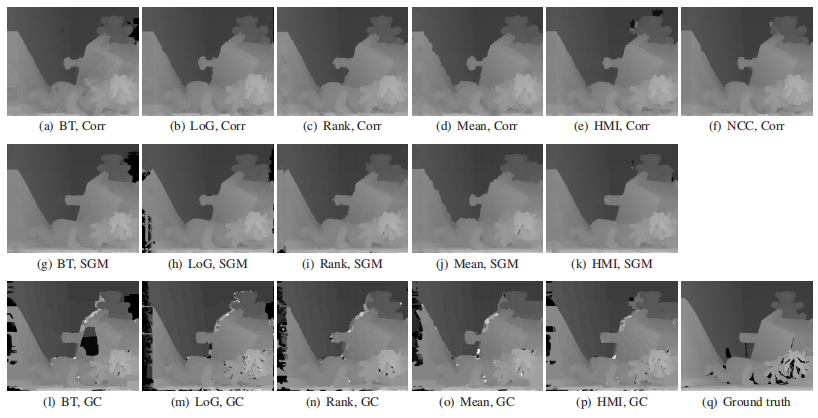 (a) BT, Corr
(b) LoG, Corr
(c) Rank, Corr
(d) Mean, Corr
(e) HMI, Corr
(f) NCC, Corr
(g) BT, SGM
(h) LoG, SGM
(i) Rank, SGM
(j) Mean, SGM
(k) HMI, SGM
(l) BT, GC
(m) LoG, GC
(n) Rank, GC
(o) Mean, GC
(p) HMI, GC
(q) Ground truth